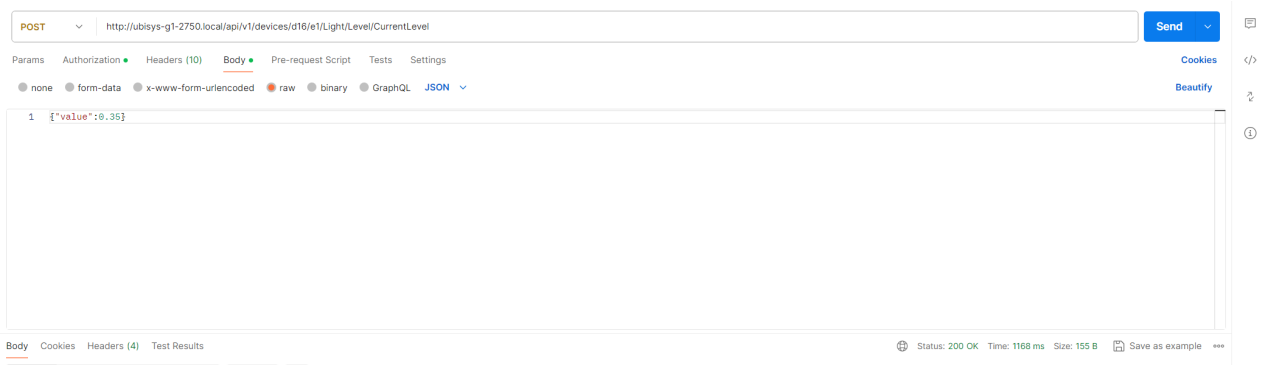 POST http://ubisys-g1-2750.local/api/v1/devices/d16/e1/Light/Level/CurrentLevel Send
Params Authorization Headers (10) Body Pre-request Script Tests Settings Cookies
none form-data x-www-form-urlencoded raw binary GraphQL JSON Beautify
1 {"value":0.35}
Body Cookies Headers (4) Test Results Status: 200 OK Time: 1168 ms Size: 155 B Save as example